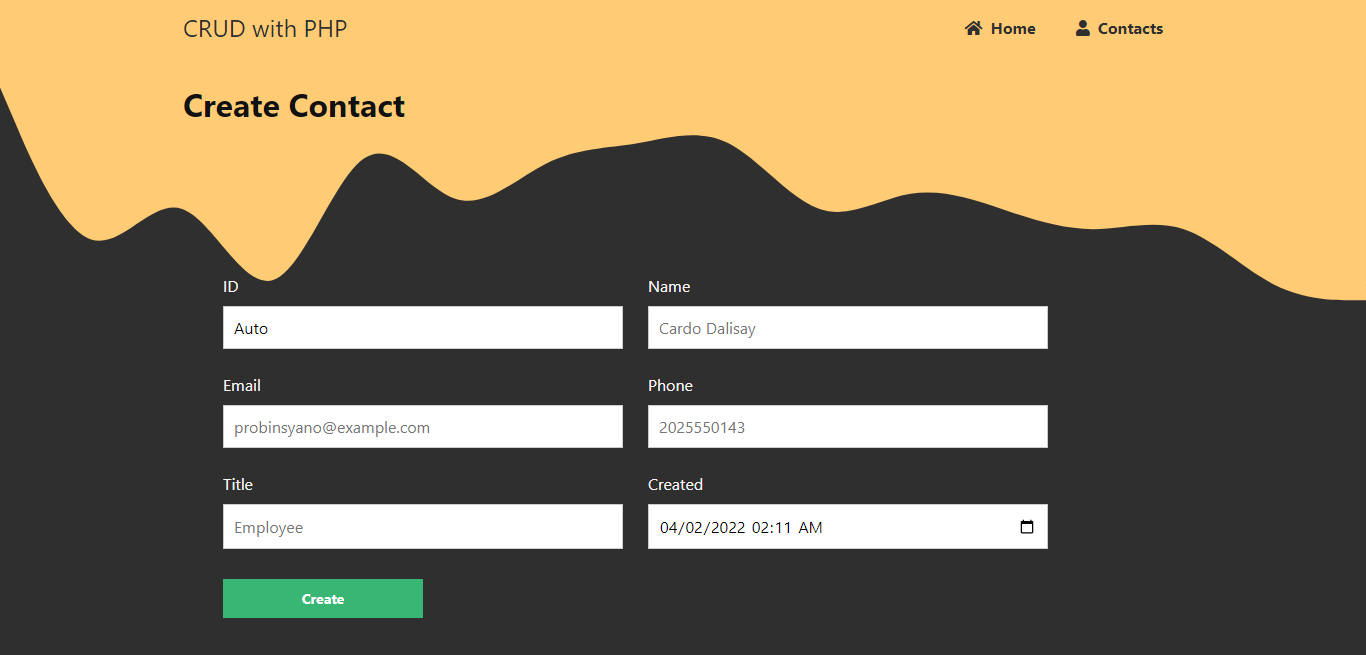 CRUD with PHP
Home
Contacts
Create Contact
ID
Name
Auto
Cardo Dalisay
Email
Phone
probinsyano@example.com
2025550143
Title
Created
Employee
04/02/2022 02:11 AM
Create